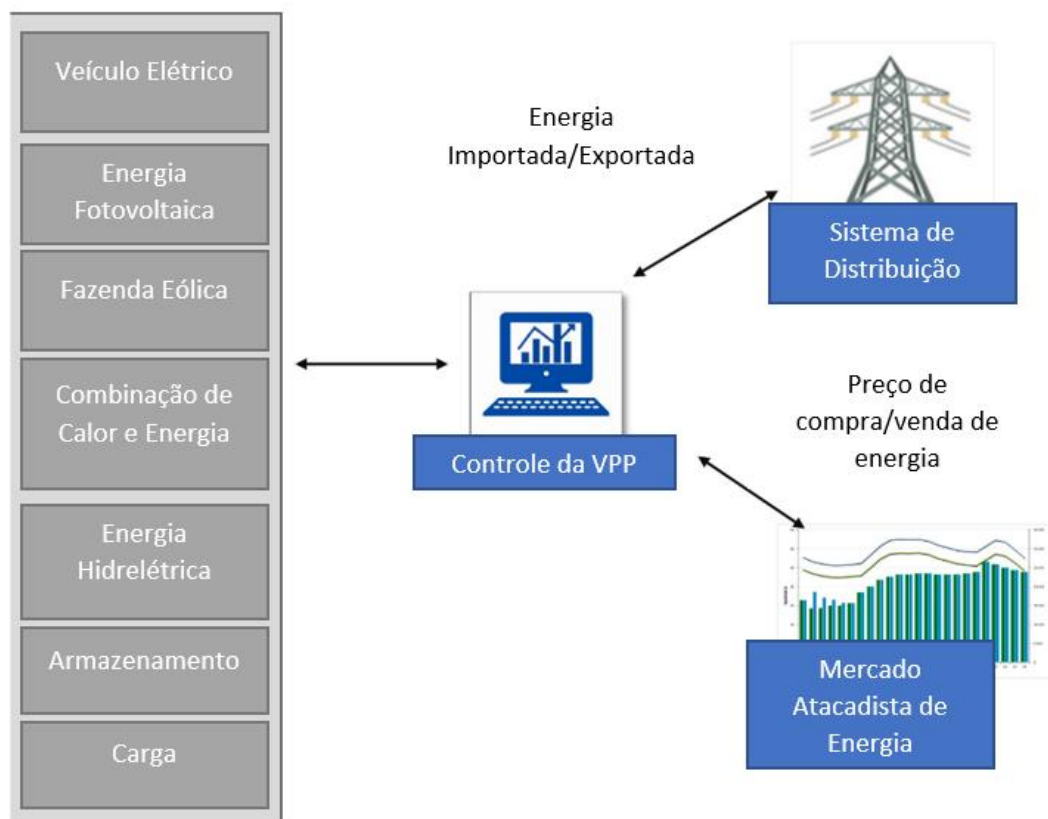 Veículo Elétrico
Energia
Fotovoltaica
Fazenda Eólica
Combinação de
Calor e Energia
Energia
Hidrelétrica
Armazenamento
Carga
Energia
Importada/Exportada
Sistema de
Distribuição
Controle da VPP
Preço de
compra/venda de
energia
Mercado
Atacadista de
Energia